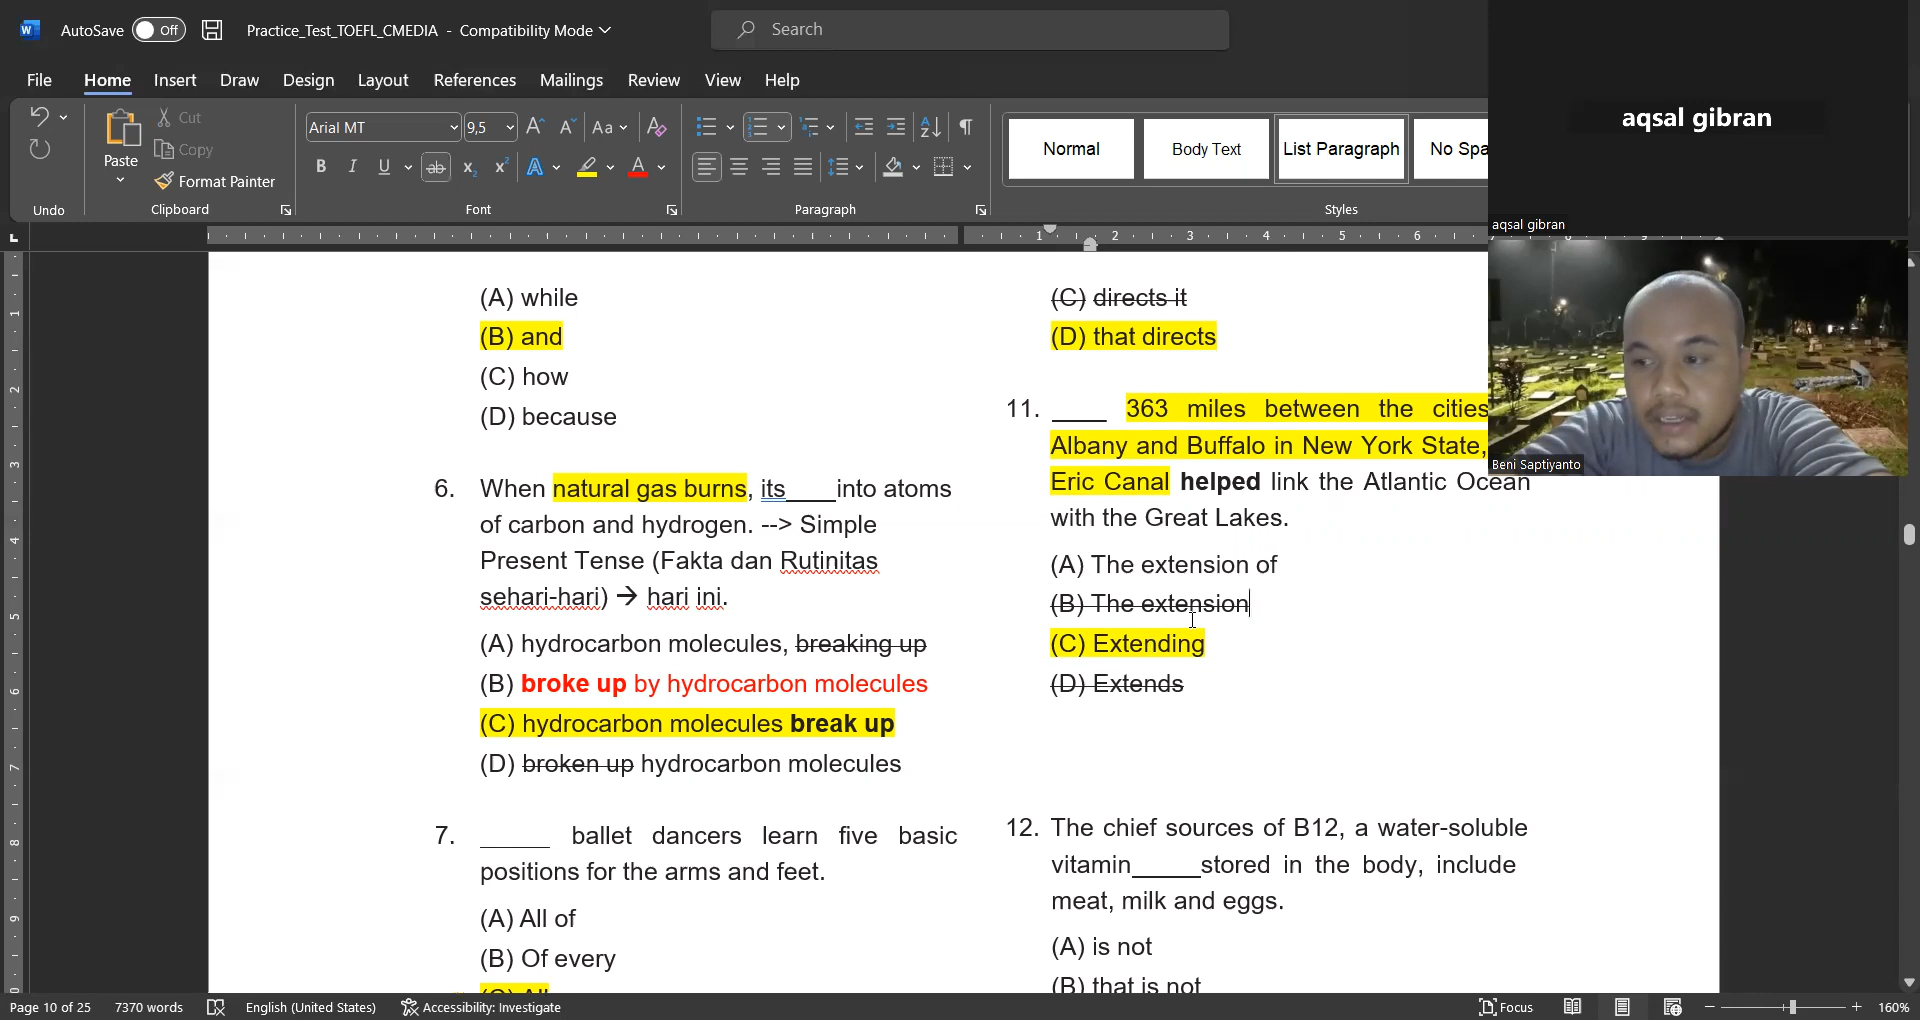 AutoSave Off Practice_Test_TOEFL_CMEDIA - Compatibility Mode Search
File Home Insert Draw Design Layout References Mailings Review View Help
Paste Cut Copy Format Painter
Arial MT 9,5
Normal Body Text List Paragraph No Spa
Undo Clipboard Font Paragraph Styles
aqsal gibran
aqsal gibran
Beni Saptiyanto
(A) while
(B) and
(C) how
(D) because
6. When natural gas burns, its____into atoms
of carbon and hydrogen. --> Simple
Present Tense (Fakta dan Rutinitas
sehari-hari) → hari ini.
(A) hydrocarbon molecules, breaking up
(B) broke up by hydrocarbon molecules
(C) hydrocarbon molecules break up
(D) broken up hydrocarbon molecules
7. _____ ballet dancers learn five basic
positions for the arms and feet.
(A) All of
(B) Of every
(C) All
(C) directs it
(D) that directs
11. ____ 363 miles between the cities
Albany and Buffalo in New York State,
Eric Canal helped link the Atlantic Ocean
with the Great Lakes.
(A) The extension of
(B) The extension
(C) Extending
(D) Extends
12. The chief sources of B12, a water-soluble
vitamin_____stored in the body, include
meat, milk and eggs.
(A) is not
(B) that is not
Page 10 of 25 7370 words English (United States) Accessibility: Investigate Focus 160%